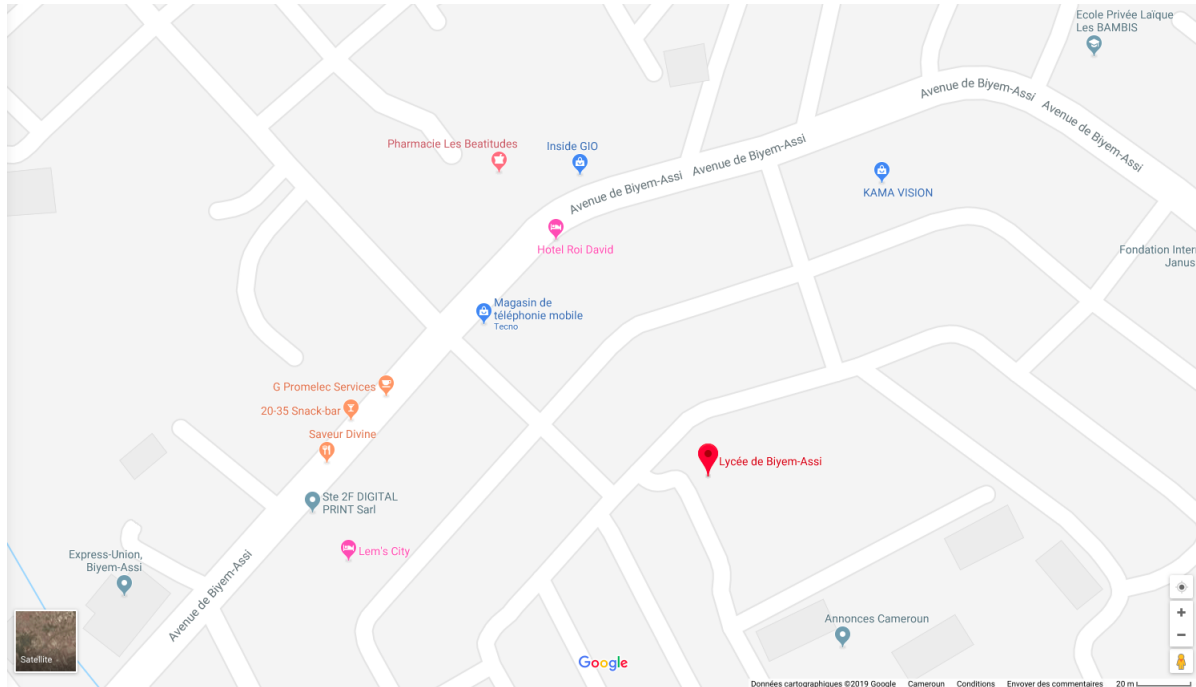 Ecole Privée Laïque
Les BAMBIS
Avenue de Biyem-Assi
Avenue de Biyem-Assi
Pharmacie Les Beatitudes
Inside GIO
Avenue de Biyem-Assi
Avenue de Biyem-Assi
KAMA VISION
Hotel Roi David
Fondation Inter
Janus
Magasin de
téléphonie mobile
Tecno
G Promelec Services
20-35 Snack-bar
Saveur Divine
Lycée de Biyem-Assi
Ste 2F DIGITAL
PRINT Sarl
Lem's City
Express-Union,
Biyem-Assi
Avenue de Biyem-Assi
Annonces Cameroun
Satellite
Google
Données cartographiques ©2019 Google Cameroun Conditions Envoyer des commentaires 20 m